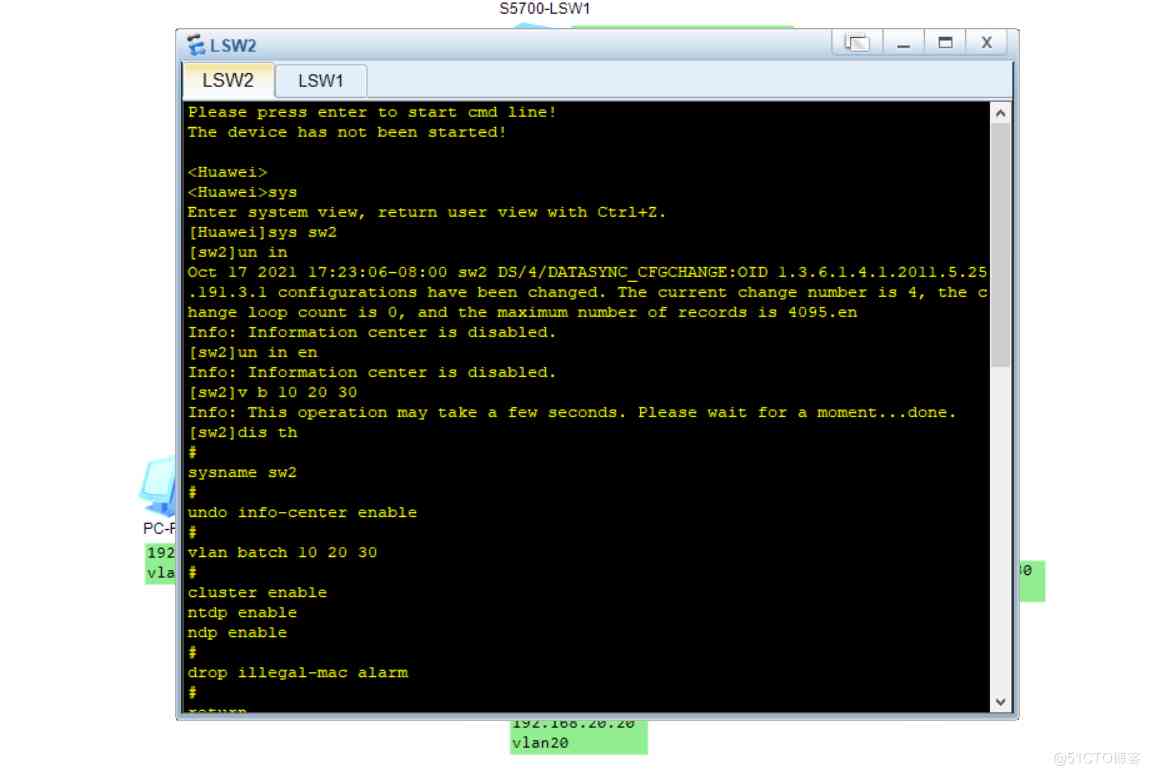 S5700-LSW1
LSW2
LSW2 LSW1
Please press enter to start cmd line!
The device has not been started!
<Huawei>
<Huawei>sys
Enter system view, return user view with Ctrl+Z.
[Huawei]sys sw2
[sw2]un in
Oct 17 2021 17:23:06-08:00 sw2 DS/4/DATASYNC_CFGCHANGE:OID 1.3.6.1.4.1.2011.5.25
.191.3.1 configurations have been changed. The current change number is 4, the c
hange loop count is 0, and the maximum number of records is 4095.en
Info: Information center is disabled.
[sw2]un in en
Info: Information center is disabled.
[sw2]v b 10 20 30
Info: This operation may take a few seconds. Please wait for a moment...done.
[sw2]dis th
#
sysname sw2
#
undo info-center enable
#
vlan batch 10 20 30
#
cluster enable
ntdp enable
ndp enable
#
drop illegal-mac alarm
#
return
PC-
192
vla
30
192.168.20.20
vlan20
@51CTO博客